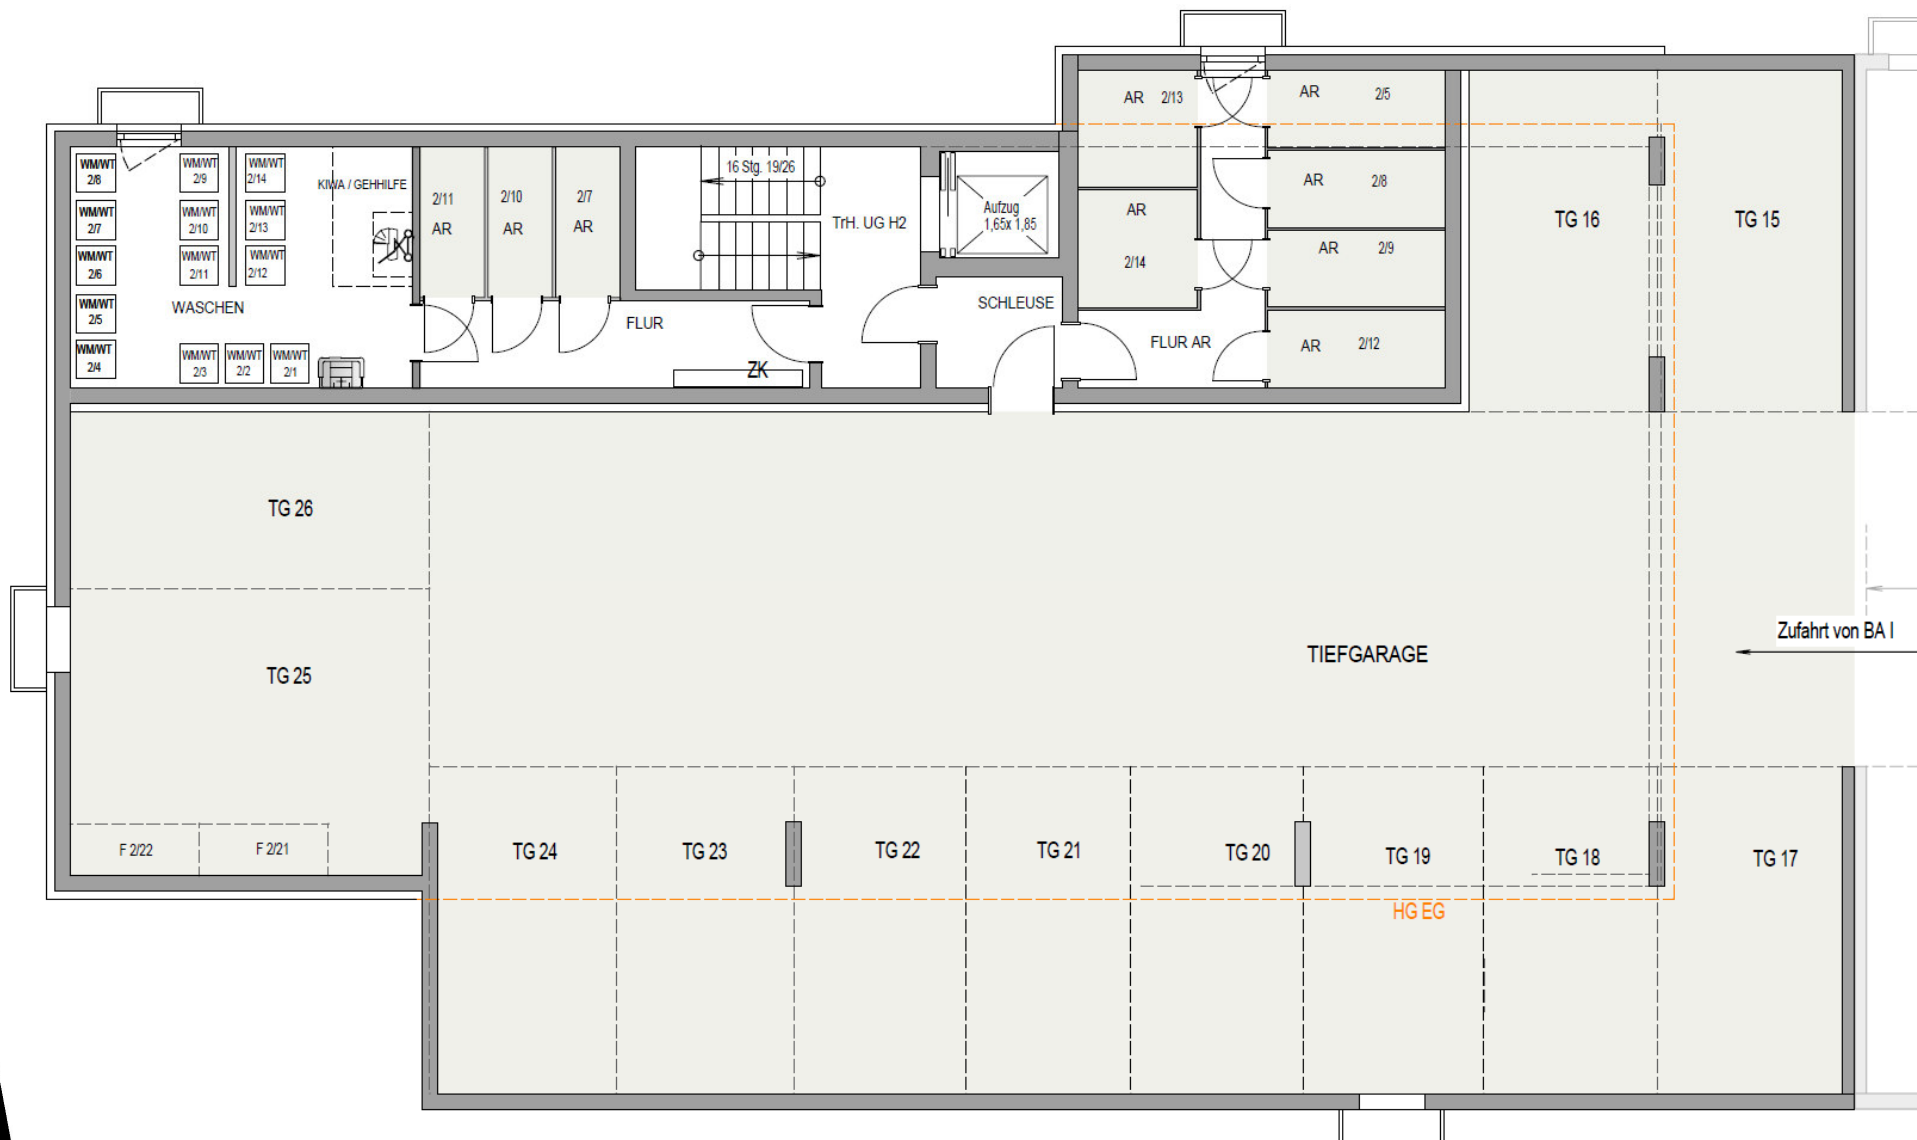 WM/WT
2/8
WM/WT
2/9
WM/WT
2/14
KIWA / GEHHILFE
WM/WT
2/7
WM/WT
2/10
WM/WT
2/13
WM/WT
2/6
WM/WT
2/11
WM/WT
2/12
WM/WT
2/5
WASCHEN
WM/WT
2/4
WM/WT
2/3
WM/WT
2/2
WM/WT
2/1
2/11
AR
2/10
AR
2/7
AR
FLUR
ZK
16 Stg. 19/26
TrH. UG H2
Aufzug
1,65x 1,85
SCHLEUSE
AR 2/13
AR 2/5
AR 2/8
AR
2/14
AR 2/9
FLUR AR
AR 2/12
TG 16
TG 15
TG 26
TG 25
TIEFGARAGE
Zufahrt von BA I
F 2/22
F 2/21
TG 24
TG 23
TG 22
TG 21
TG 20
TG 19
TG 18
TG 17
HG EG